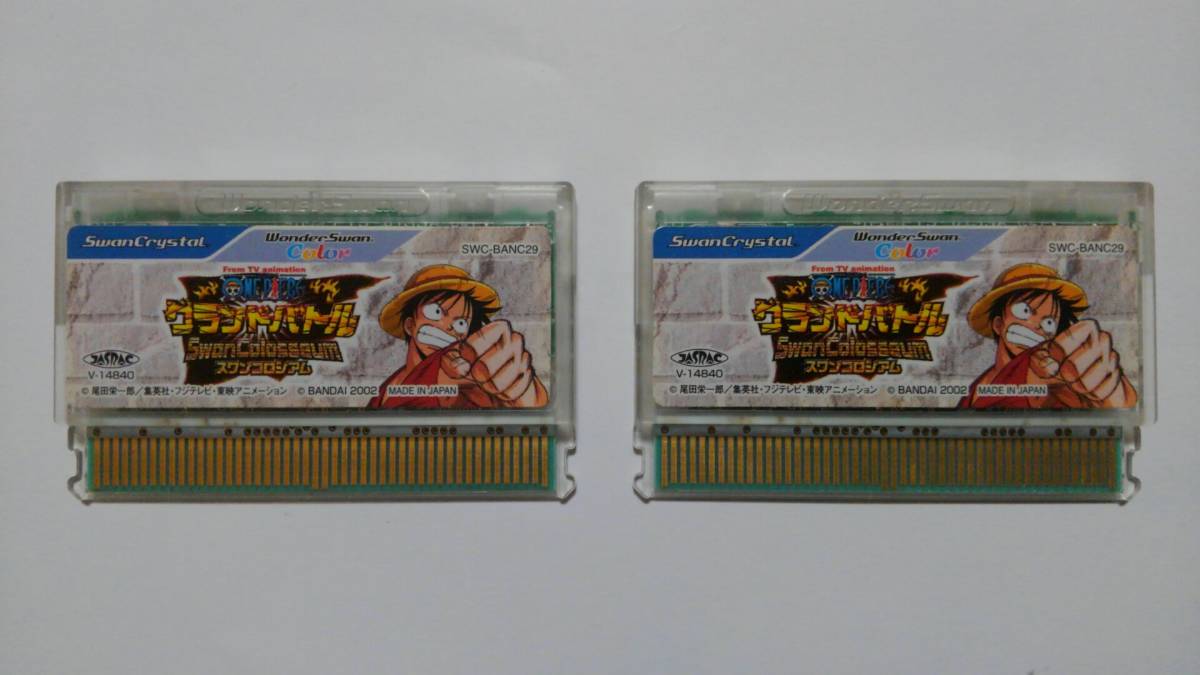 WonderSwan
SwanCrystal
WonderSwan
Color
SWC-BANC29
From TV animation
ONE PIECE
グランドバトル
Swan Colosseum
スワンコロシアム
JASRAC
V-14840
© 尾田栄一郎／集英社・フジテレビ・東映アニメーション © BANDAI 2002 MADE IN JAPAN
WonderSwan
SwanCrystal
WonderSwan
Color
SWC-BANC29
From TV animation
ONE PIECE
グランドバトル
Swan Colosseum
スワンコロシアム
JASRAC
V-14840
© 尾田栄一郎／集英社・フジテレビ・東映アニメーション © BANDAI 2002 MADE IN JAPAN